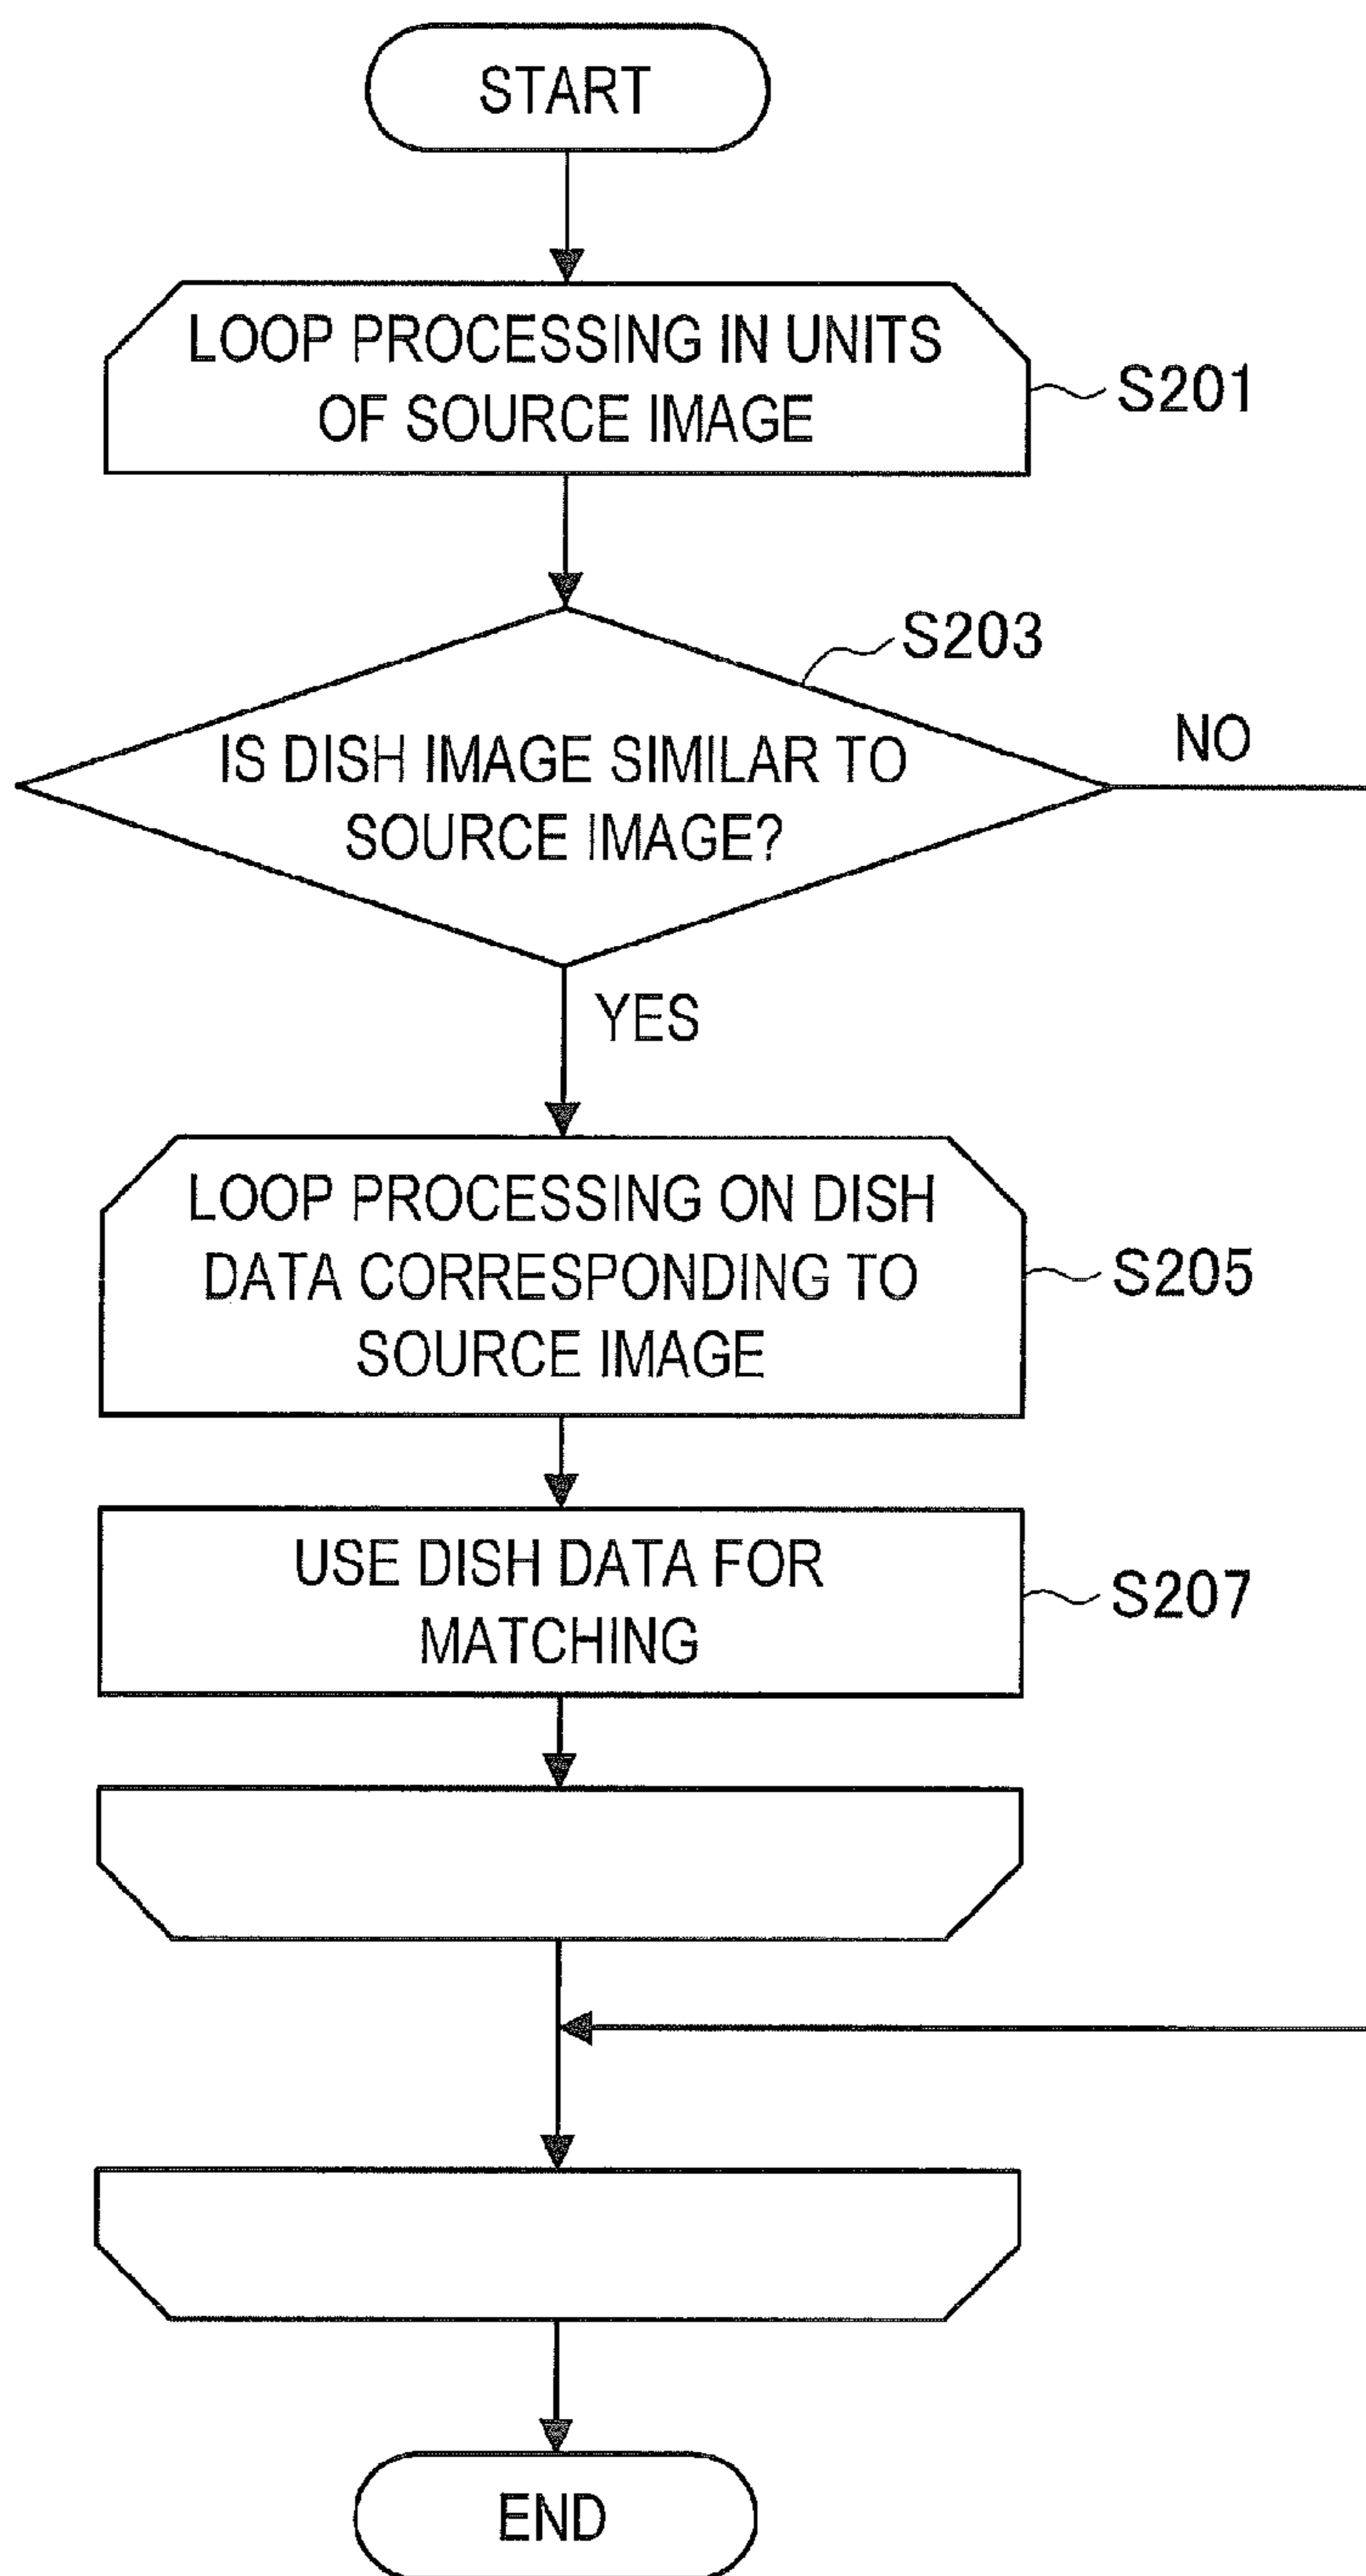 START
LOOP PROCESSING IN UNITS
OF SOURCE IMAGE
S201
S203
IS DISH IMAGE SIMILAR TO
SOURCE IMAGE?
NO
YES
LOOP PROCESSING ON DISH
DATA CORRESPONDING TO
SOURCE IMAGE
S205
USE DISH DATA FOR
MATCHING
S207
END